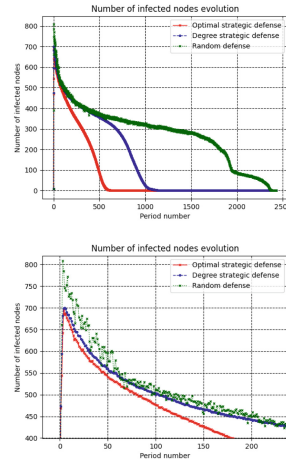 Number of infected nodes evolution
Optimal strategic defense
Degree strategic defense
Random defense
Number of infected nodes
800
700
600
500
400
300
200
100
0
0 500 1000 1500 2000 250
Period number
Number of infected nodes evolution
Optimal strategic defense
Degree strategic defense
Random defense
Number of infected nodes
800
750
700
650
600
550
500
450
400
0 50 100 150 200
Period number